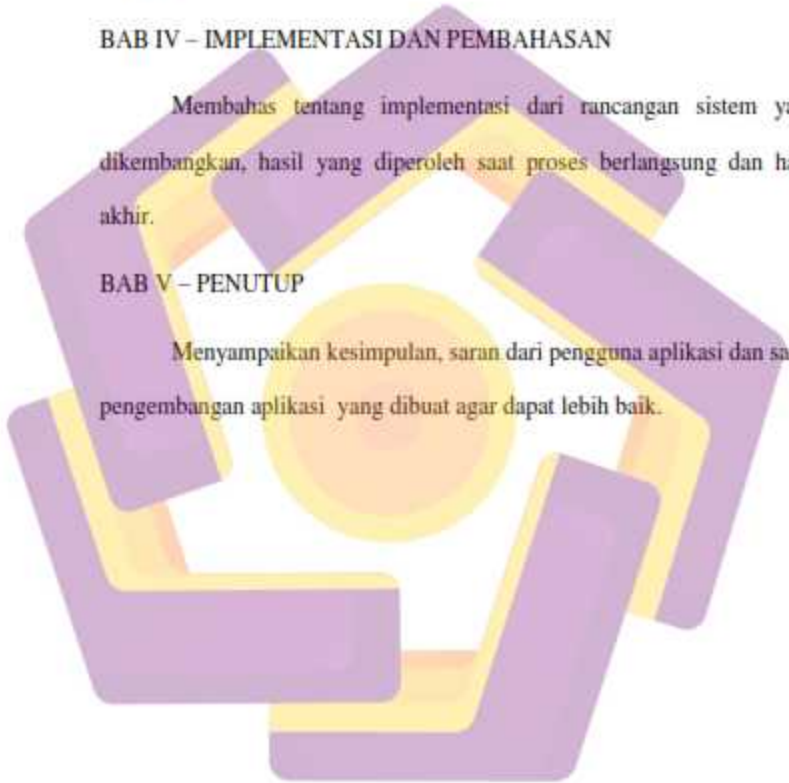 BAB IV – IMPLEMENTASI DAN PEMBAHASAN
Membahas tentang implementasi dari rancangan sistem
dikembangkan, hasil yang diperoleh saat proses berlangsung dan
akhir.
BAB V – PENUTUP
Menyampaikan kesimpulan, saran dari pengguna aplikasi dan
pengembangan aplikasi yang dibuat agar dapat lebih baik.